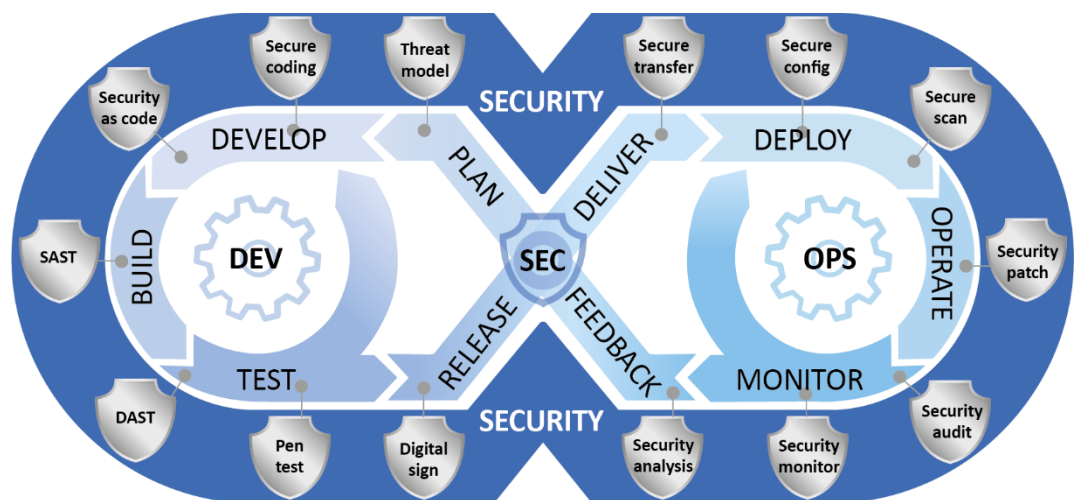 Secure
coding
Threat
model
Secure
transfer
Secure
config
Security
as code
SECURITY
Secure
scan
DEVELOP
PLAN
DELIVER
DEPLOY
SAST
BUILD
DEV
SEC
OPS
OPERATE
Security
patch
TEST
RELEASE
FEEDBACK
MONITOR
DAST
Pen
test
Digital
sign
SECURITY
Security
analysis
Security
monitor
Security
audit